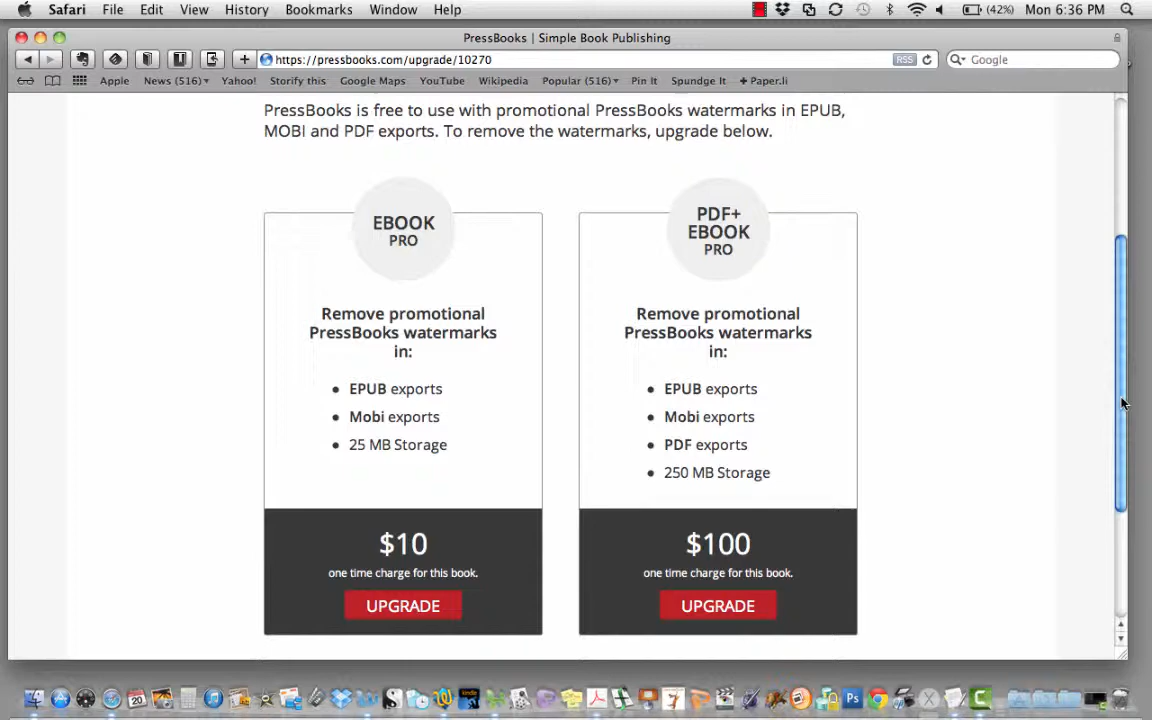 Safari File Edit View History Bookmarks Window Help (42%) Mon 6:36 PM
PressBooks | Simple Book Publishing
https://pressbooks.com/upgrade/10270 RSS Google
Apple News (516)▾ Yahoo! Storify this Google Maps YouTube Wikipedia Popular (516)▾ Pin It Spundge It + Paper.li
PressBooks is free to use with promotional PressBooks watermarks in EPUB,
MOBI and PDF exports. To remove the watermarks, upgrade below.
EBOOK
PRO
Remove promotional
PressBooks watermarks
in:
• EPUB exports
• Mobi exports
• 25 MB Storage
$10
one time charge for this book.
UPGRADE
PDF+
EBOOK
PRO
Remove promotional
PressBooks watermarks
in:
• EPUB exports
• Mobi exports
• PDF exports
• 250 MB Storage
$100
one time charge for this book.
UPGRADE